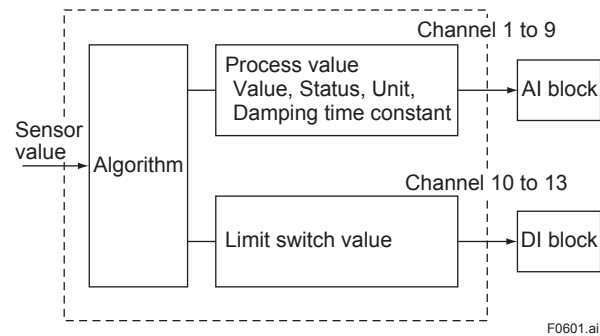 Channel 1 to 9
Process value
Value, Status, Unit,
Damping time constant
AI block
Sensor
value
Algorithm
Channel 10 to 13
Limit switch value
DI block
F0601.ai